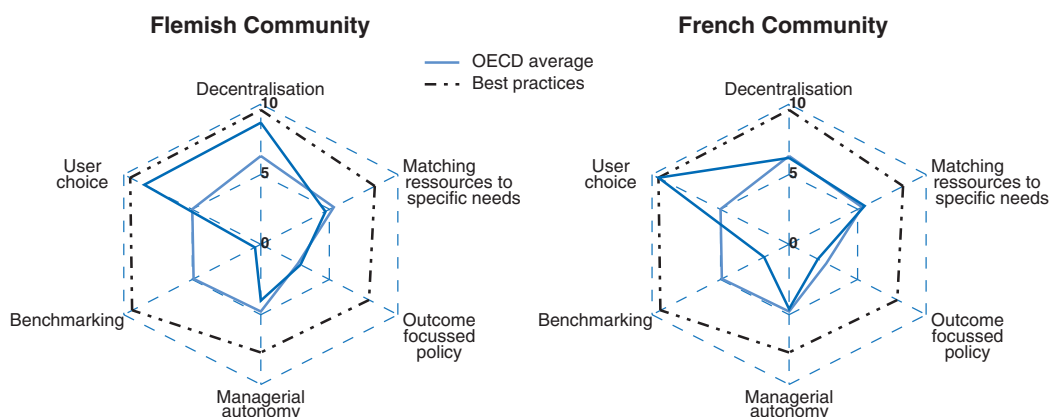 Flemish Community
French Community
OECD average
Best practices
Decentralisation
10
5
0
User
choice
Matching
ressources to
specific needs
Benchmarking
Outcome
focussed
policy
Managerial
autonomy
Decentralisation
10
5
0
User
choice
Matching
ressources to
specific needs
Benchmarking
Outcome
focussed
policy
Managerial
autonomy